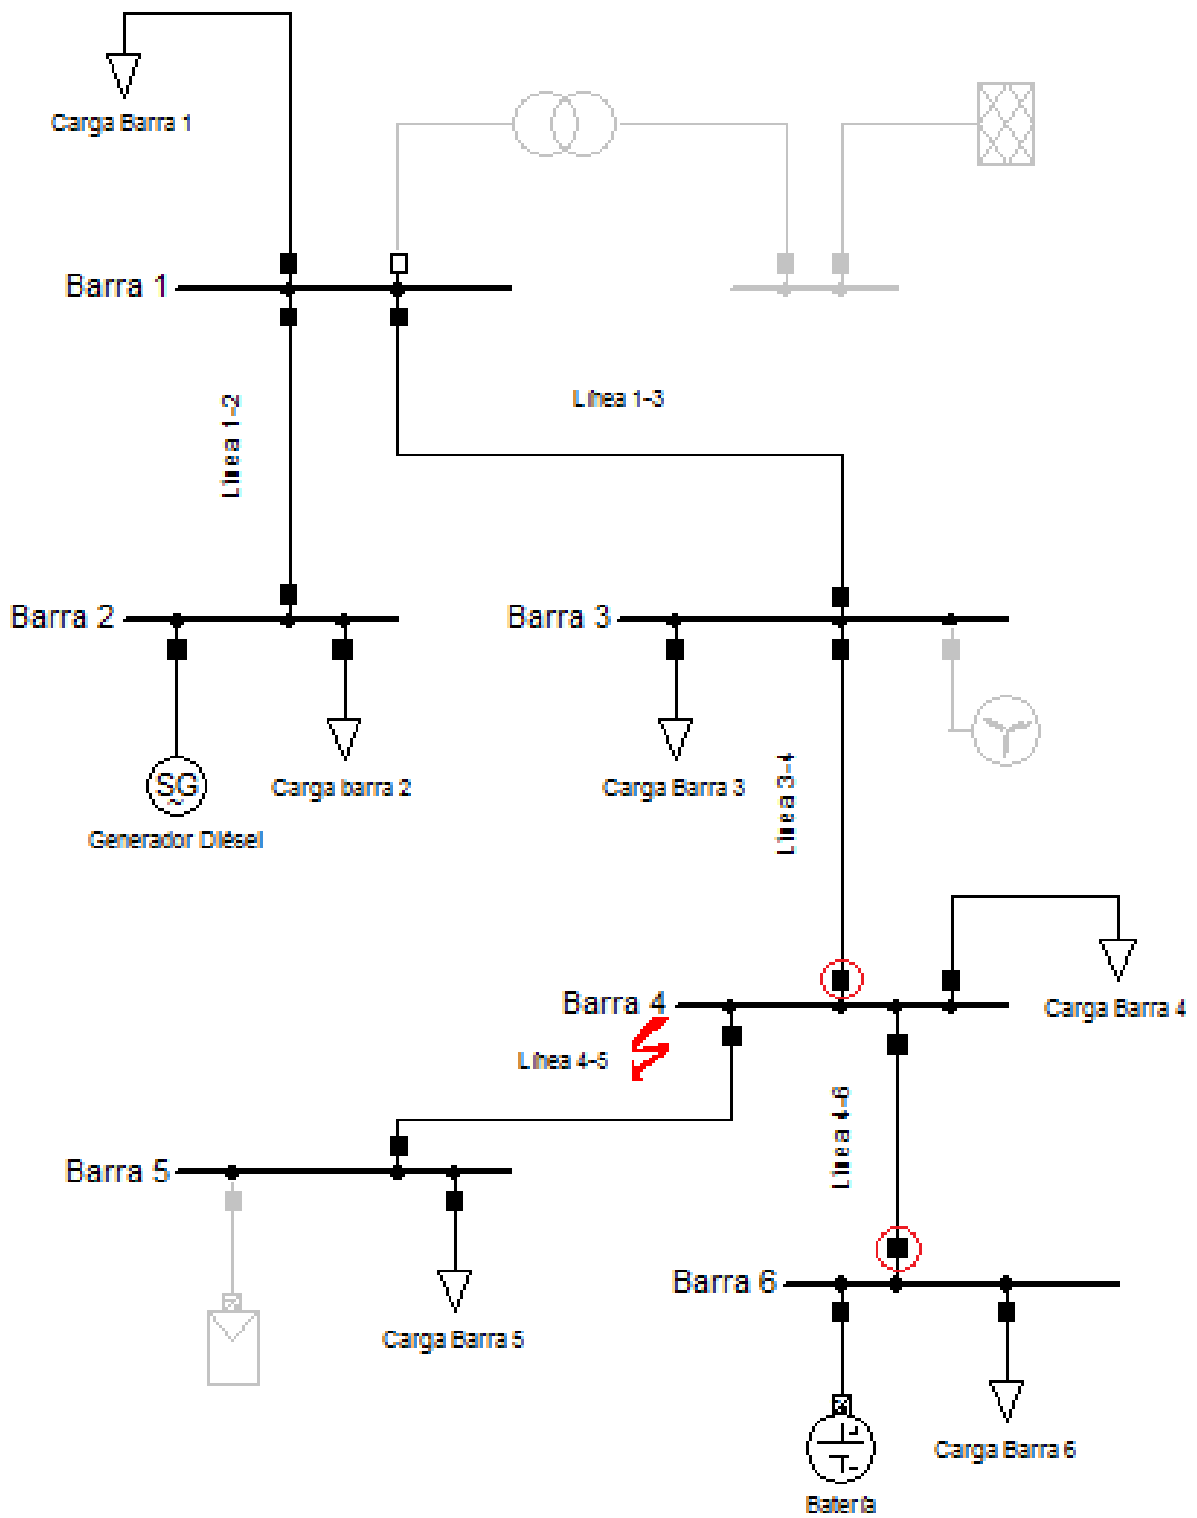 Carga Barra 1
Barra 1
Línea 1-2
Línea 1-3
Barra 2
Barra 3
SG
~
Carga barra 2
Generador Diésel
Carga Barra 3
Línea 3-4
Barra 4
Carga Barra 4
Línea 4-5
Línea 4-6
Barra 5
Barra 6
Carga Barra 5
Carga Barra 6
Batería